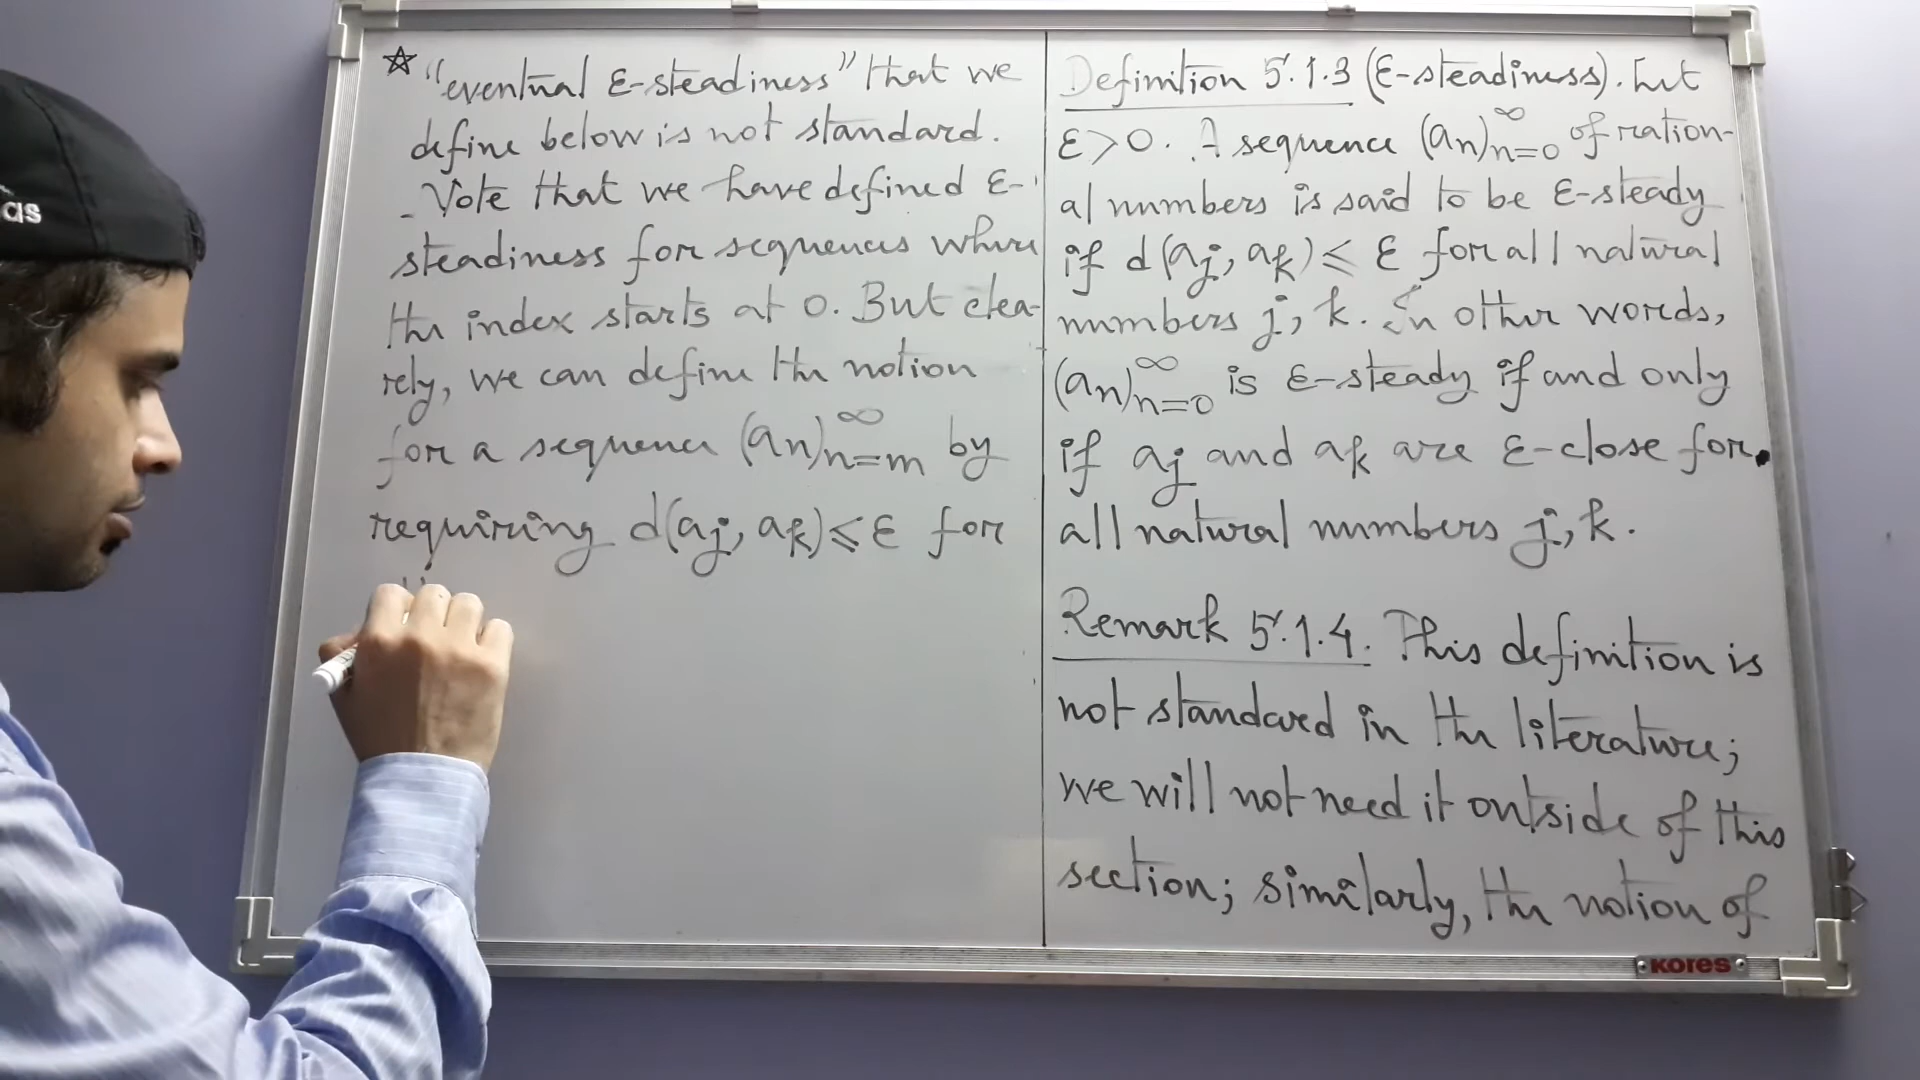 ☆ "eventual ε-steadiness" that we
define below is not standard.
- Note that we have defined ε-
steadiness for sequences where
the index starts at 0. But clea-
rely, we can define the notion
for a sequence (an)∞n=m by
requiring d(aj, ak) ⩽ ε for
Definition 5.1.3 (ε-steadiness). Let
ε>0. A sequence (an)∞n=0 of ration-
al numbers is said to be ε-steady
if d(aj, ak) ⩽ ε for all natural
numbers j, k. In other words,
(an)∞n=0 is ε-steady if and only
if aj and ak are ε-close for
all natural numbers j, k.
Remark 5.1.4. This definition is
not standard in the literature;
we will not need it outside of this
section; similarly, the notion of
KORES
as